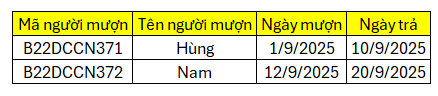 Mã người mượn Tên người mượn Ngày mượn Ngày trả
B22DCCN371 Hùng 1/9/2025 10/9/2025
B22DCCN372 Nam 12/9/2025 20/9/2025